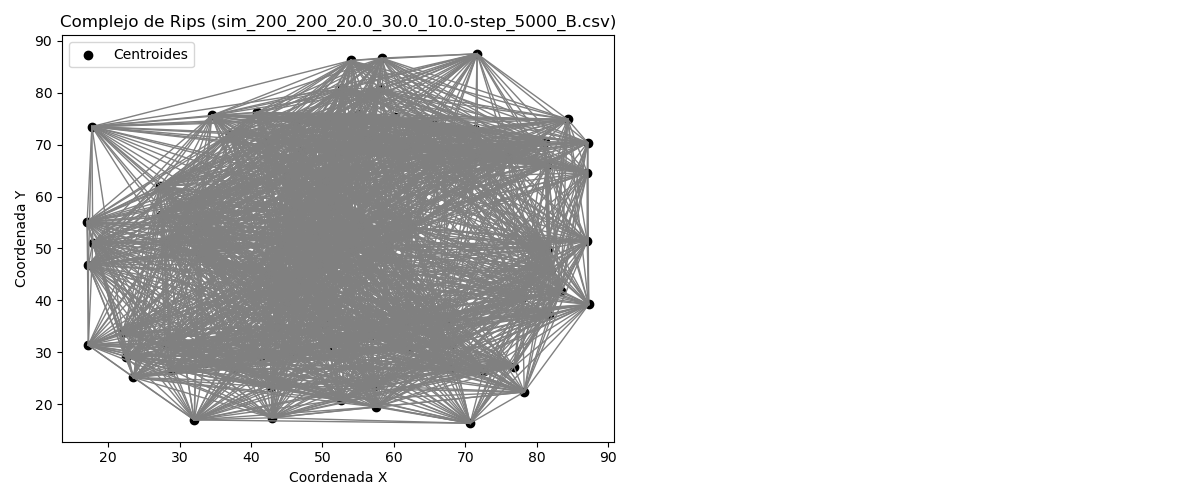 Complejo de Rips (sim_200_200_20.0_30.0_10.0-step_5000_B.csv)
Centroides
90
80
70
60
50
40
30
20
Coordenada Y
20 30 40 50 60 70 80 90
Coordenada X